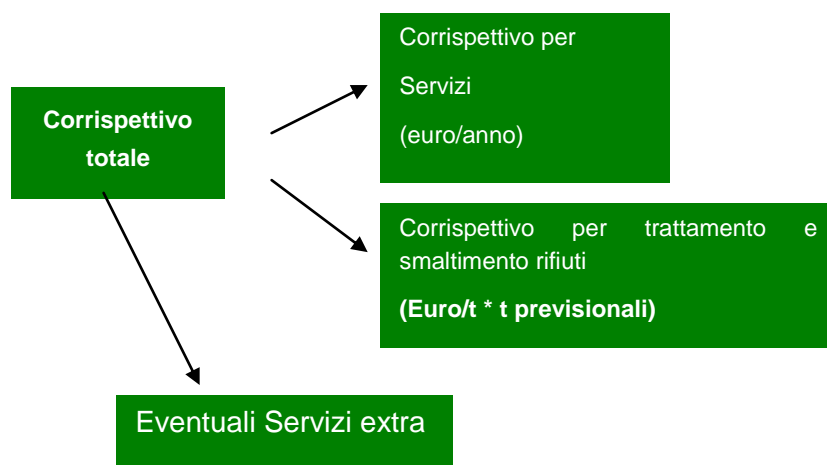 Corrispettivo
totale
Corrispettivo per
Servizi
(euro/anno)
Corrispettivo per trattamento e
smaltimento rifiuti
(Euro/t * t previsionali)
Eventuali Servizi extra